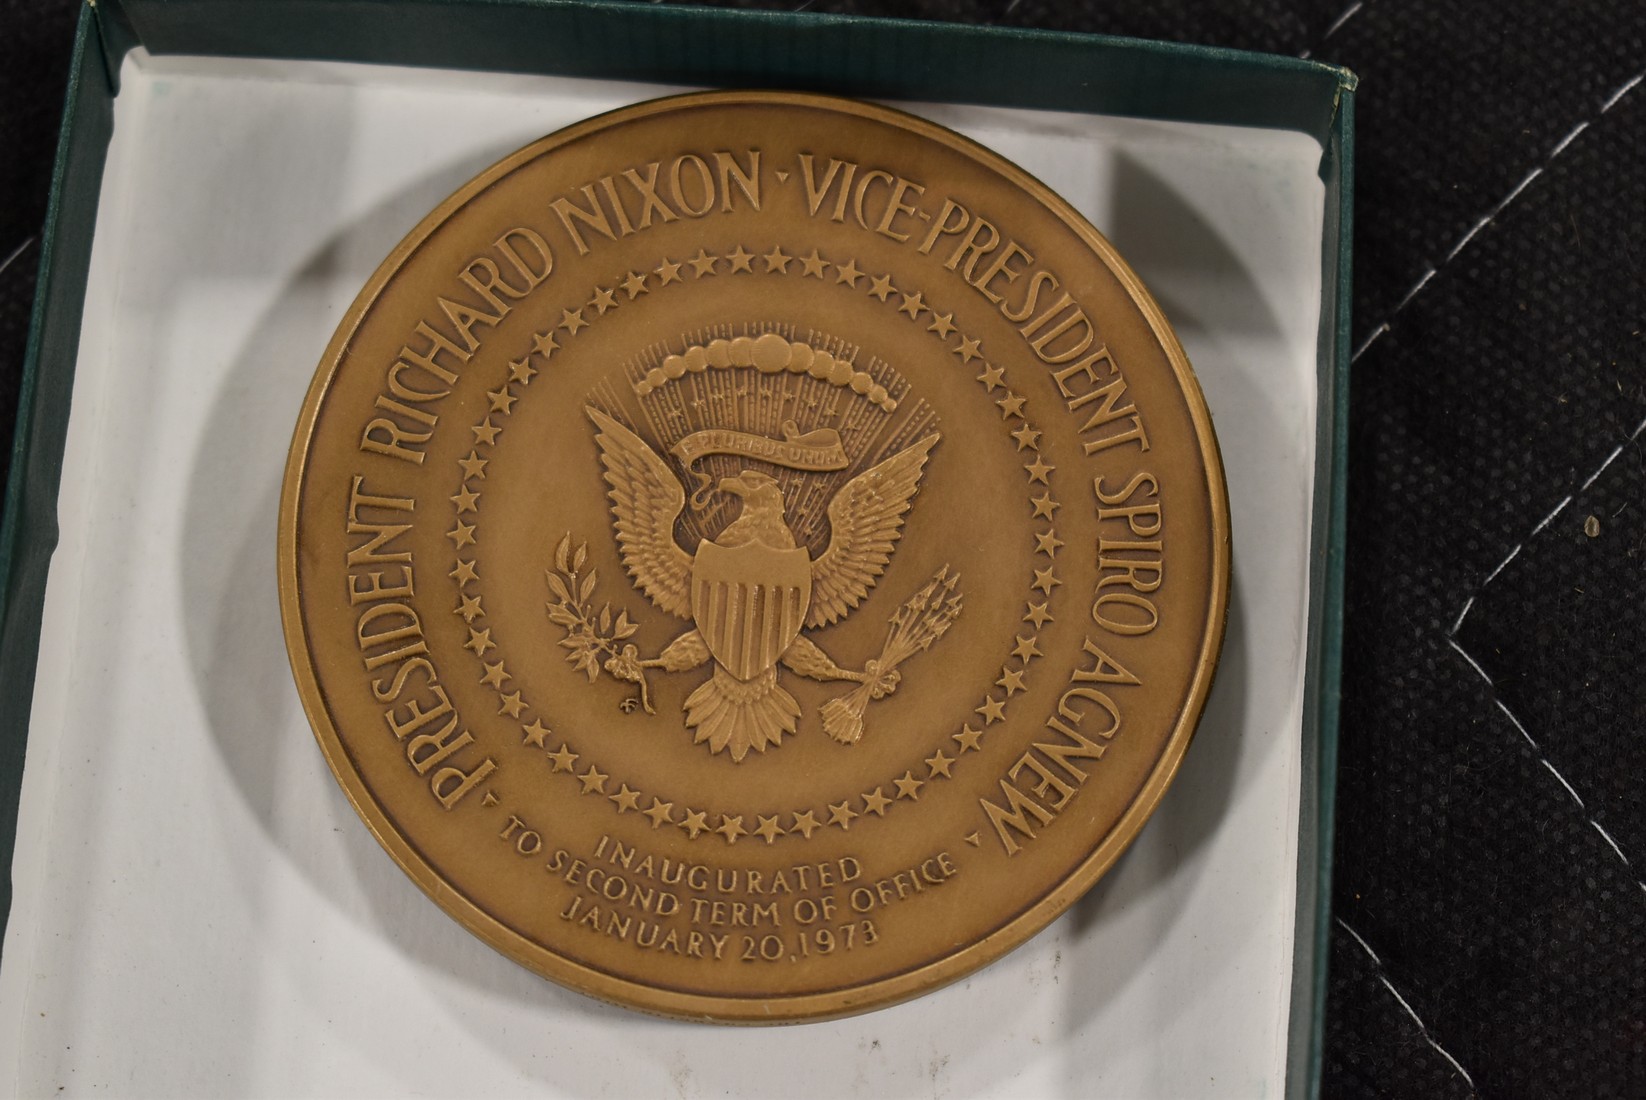 PRESIDENT RICHARD NIXON · VICE-PRESIDENT SPIRO AGNEW
E PLURIBUS UNUM
INAUGURATED
TO SECOND TERM OF OFFICE
JANUARY 20, 1973